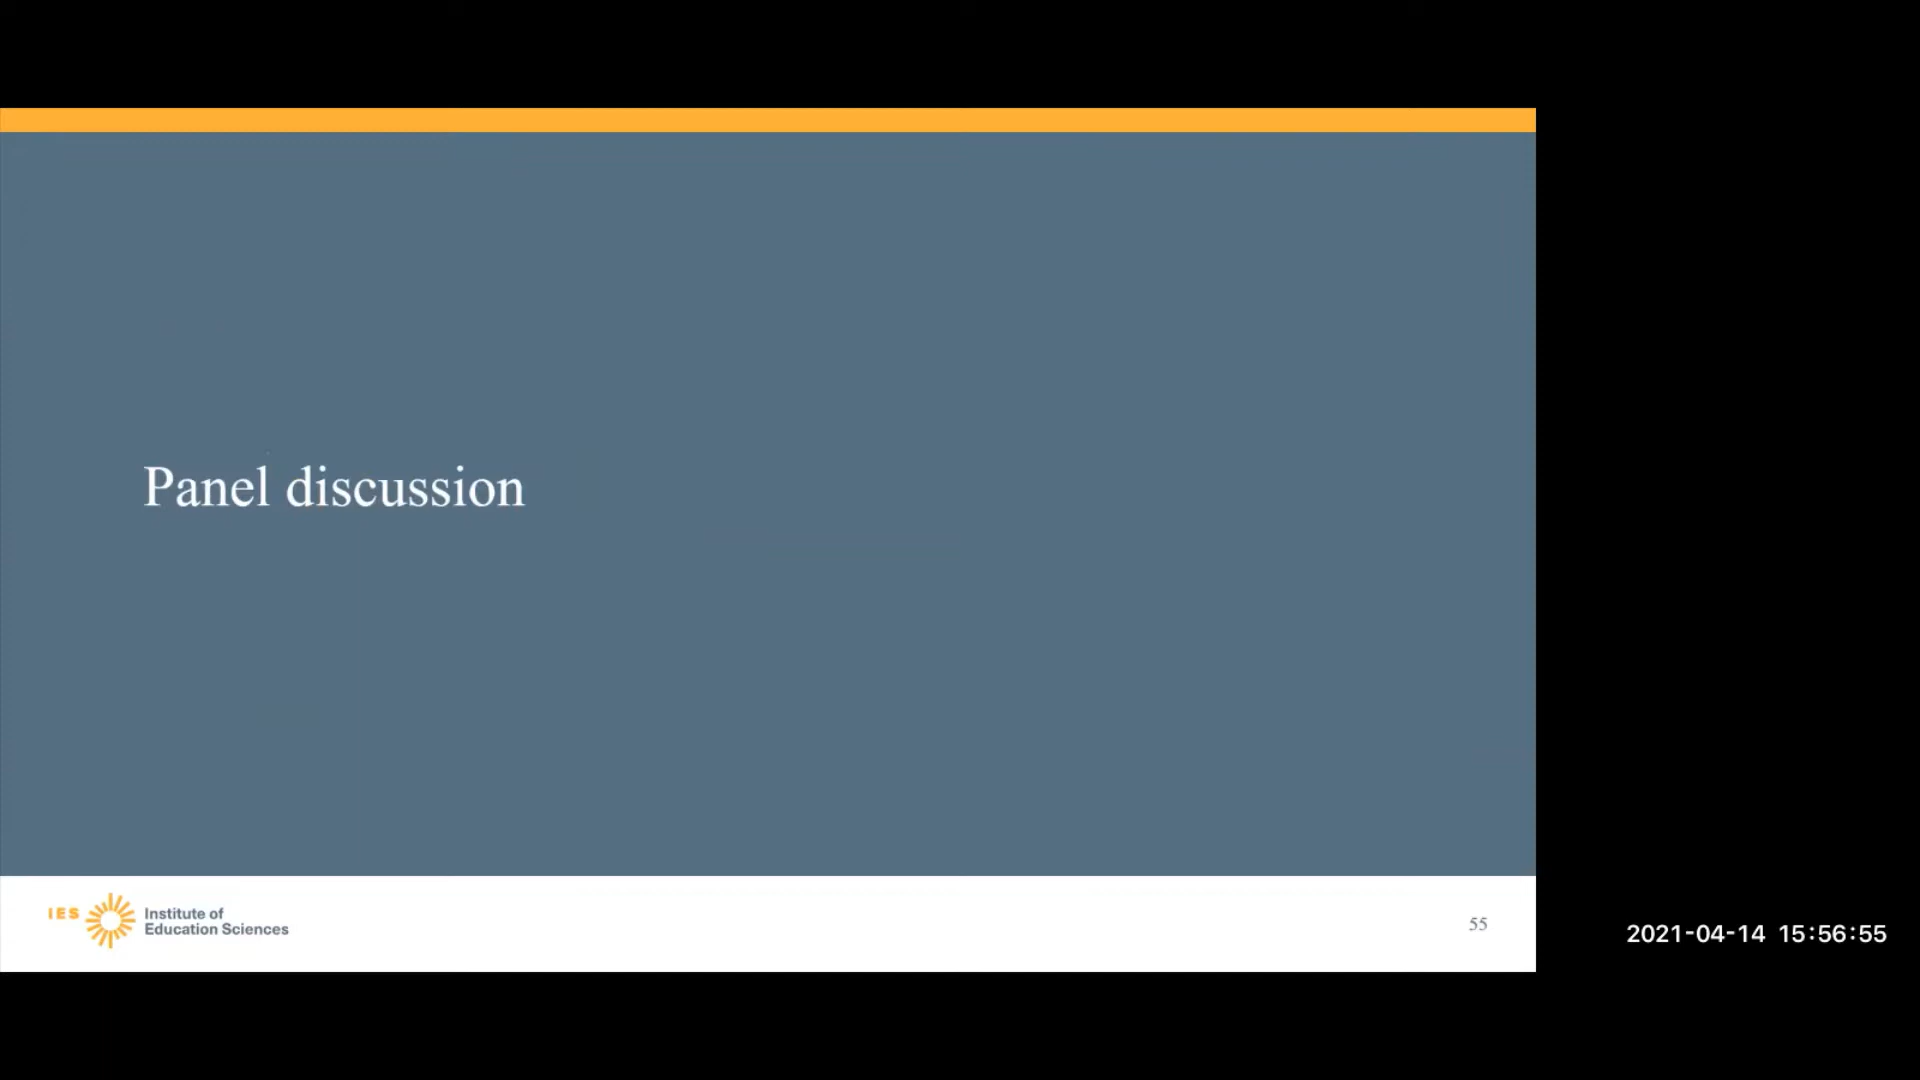 Panel discussion
IES
Institute of
Education Sciences
55
2021-04-14 15:56:55